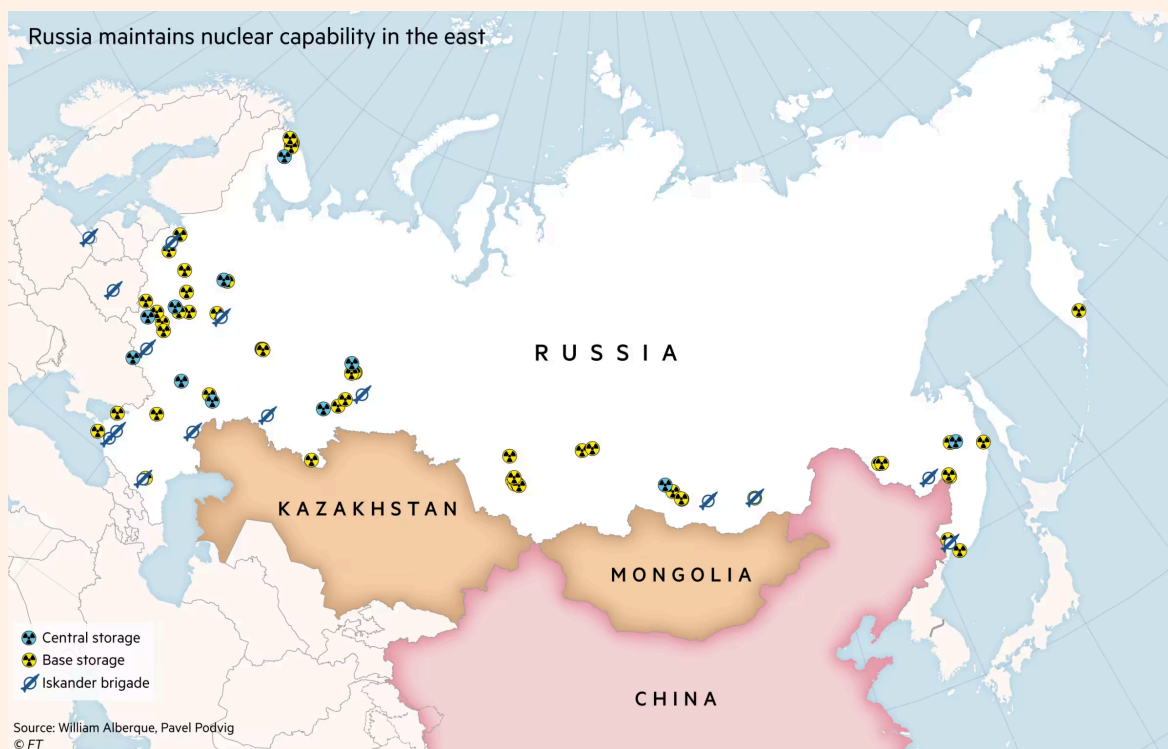 Russia maintains nuclear capability in the east
RUSSIA
KAZAKHSTAN
MONGOLIA
CHINA
Central storage
Base storage
Iskander brigade
Source: William Alberque, Pavel Podvig
© FT